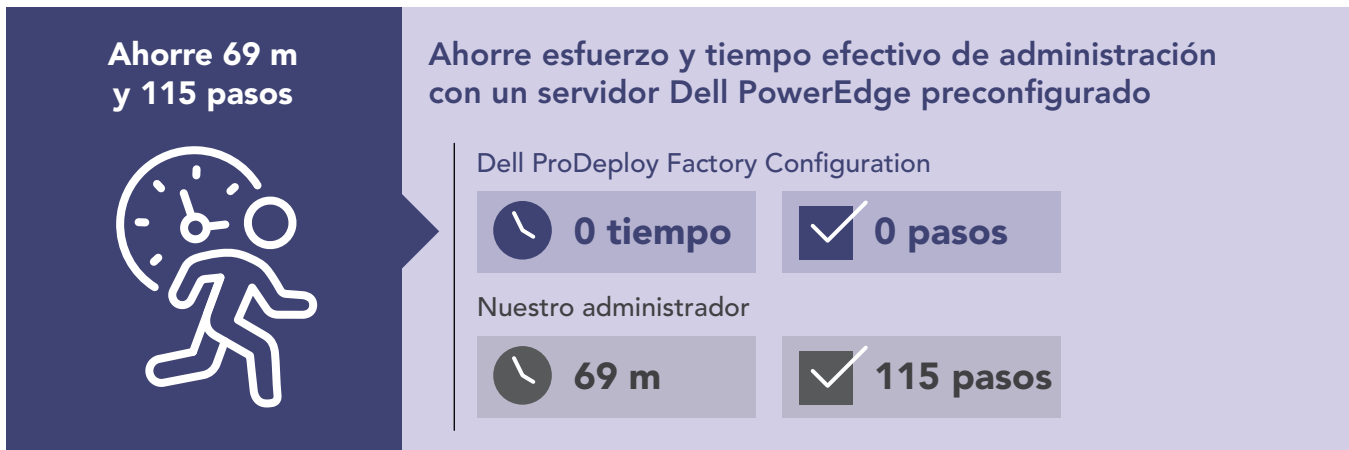 Ahorre 69 m
y 115 pasos
Ahorre esfuerzo y tiempo efectivo de administración
con un servidor Dell PowerEdge preconfigurado
Dell ProDeploy Factory Configuration
0 tiempo
0 pasos
Nuestro administrador
69 m
115 pasos